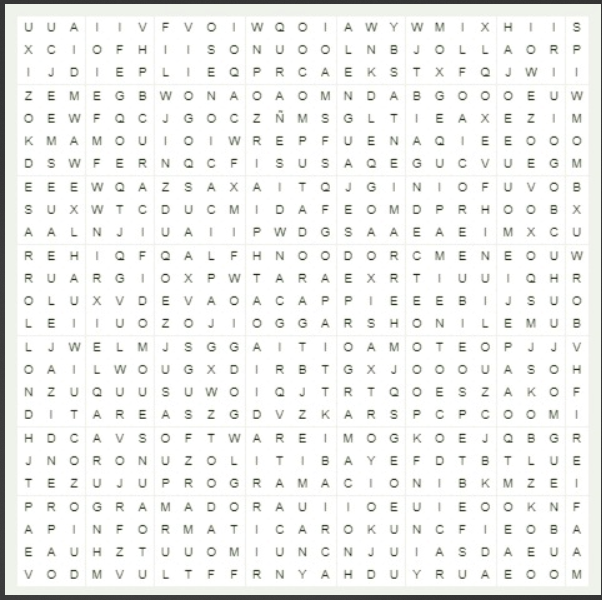 U U A I I V F V O I W Q O I A W Y W M I X H I I S
X C I O F H I I S O N U O O L N B J O L L A O R P
I J D I E P L I E Q P R C A E K S T X F Q J W I I
Z E M E G B W O N A O A O M N D A B G O O O E U W
O E W F Q C J G O C Z Ñ M S G L T I E A X E Z I M
K M A M O U I O I W R E P F U E N A Q I E E O O O
D S W F E R N Q C F I S U S A Q E G U C V U E G M
E E E W Q A Z S A X A I T Q J G I N I O F U V O B
S U X W T C D U C M I D A F E O M D P R H O O B X
A A L N J I U A I I P W D G S A A E A E I M X C U
R E H I Q F Q A L F H N O O D O R C M E N E O U W
R U A R G I O X P W T A R A E X R T I U U I Q H R
O L U X V D E V A O A C A P P I E E E B I J S U O
L E I I U O Z O J I O G G A R S H O N I L E M U B
L J W E L M J S G G A I T I O A M O T E O P J J V
O A I L W O U G X D I R B T G X J O O O U A S O H
N Z U Q U U S U W O I Q J T R T Q O E S Z A K O F
D I T A R E A S Z G D V Z K A R S P C P C O O M I
H D C A V S O F T W A R E I M O G K O E J Q B G R
J N O R O N U Z O L I T I B A Y E F D T B T L U E
T E Z U J U P R O G R A M A C I O N I B K M Z E I
P R O G R A M A D O R A U I I O E U I E O O K N F
A P I N F O R M A T I C A R O K U N C F I E O B A
E A U H Z T U U O M I U N C N J U I A S D A E U A
V O D M V U L T F F R N Y A H D U Y R U A E O O M